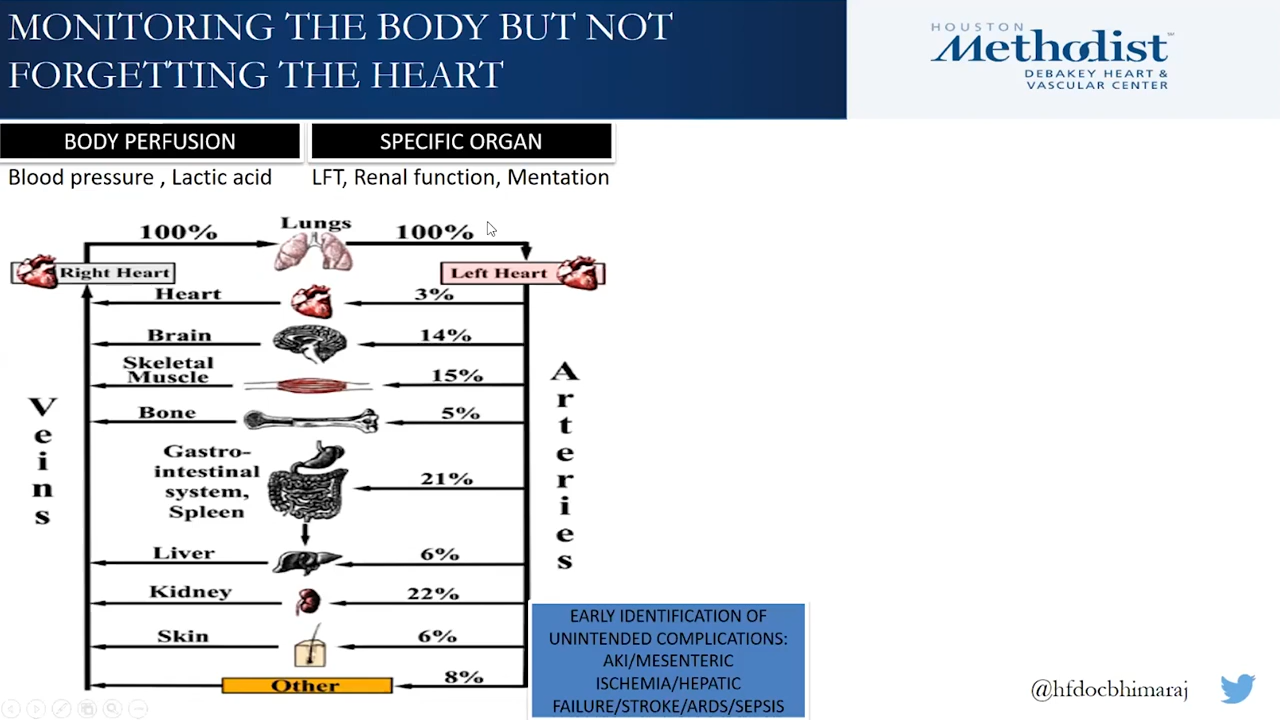 MONITORING THE BODY BUT NOT
FORGETTING THE HEART
HOUSTON
Methodist
DEBAKEY HEART &
VASCULAR CENTER
BODY PERFUSION
SPECIFIC ORGAN
Blood pressure , Lactic acid
LFT, Renal function, Mentation
100%
Lungs
100%
Right Heart
Left Heart
Heart
3%
Brain
14%
Skeletal
Muscle
15%
Bone
5%
Gastro-
intestinal
system,
Spleen
21%
Liver
6%
Kidney
22%
Skin
6%
Other
8%
Veins
Arteries
EARLY IDENTIFICATION OF
UNINTENDED COMPLICATIONS:
AKI/MESENTERIC
ISCHEMIA/HEPATIC
FAILURE/STROKE/ARDS/SEPSIS
@hfdocbhimaraj